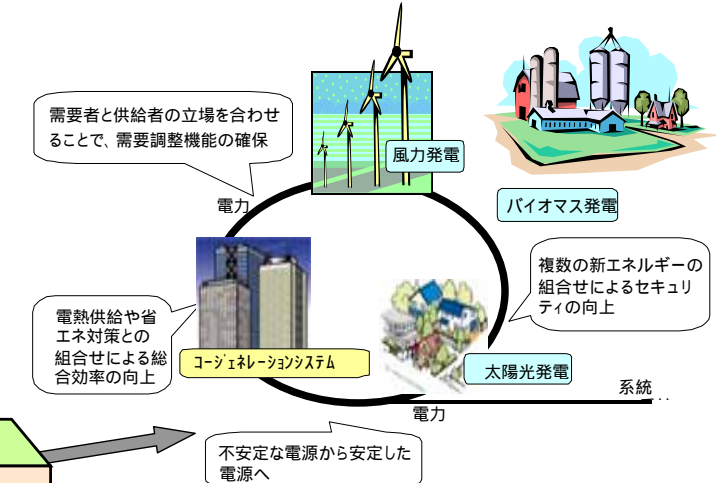 需要者と供給者の立場を合わせ
ることで、需要調整機能の確保
風力発電
電力
バイオマス発電
複数の新エネルギーの
組合せによるセキュリ
ティの向上
電熱供給や省
エネ対策との
組合せによる総
合効率の向上
コージェネレーションシステム
太陽光発電
系統
電力
不安定な電源から安定した
電源へ